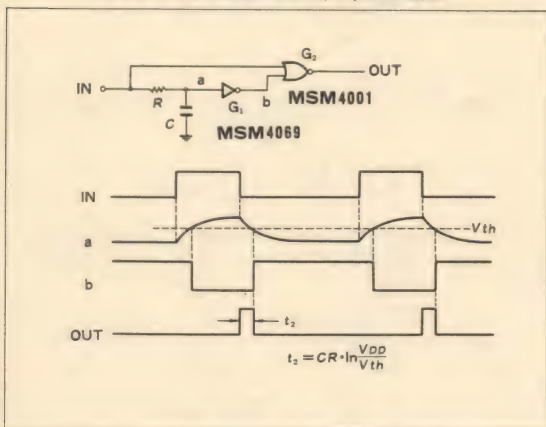 G₂
IN
a
OUT
R
G₁
b
MSM4001
C
MSM4069
IN
Vth
a
b
t₂
OUT
t₂ = CR·ln VDD/Vth